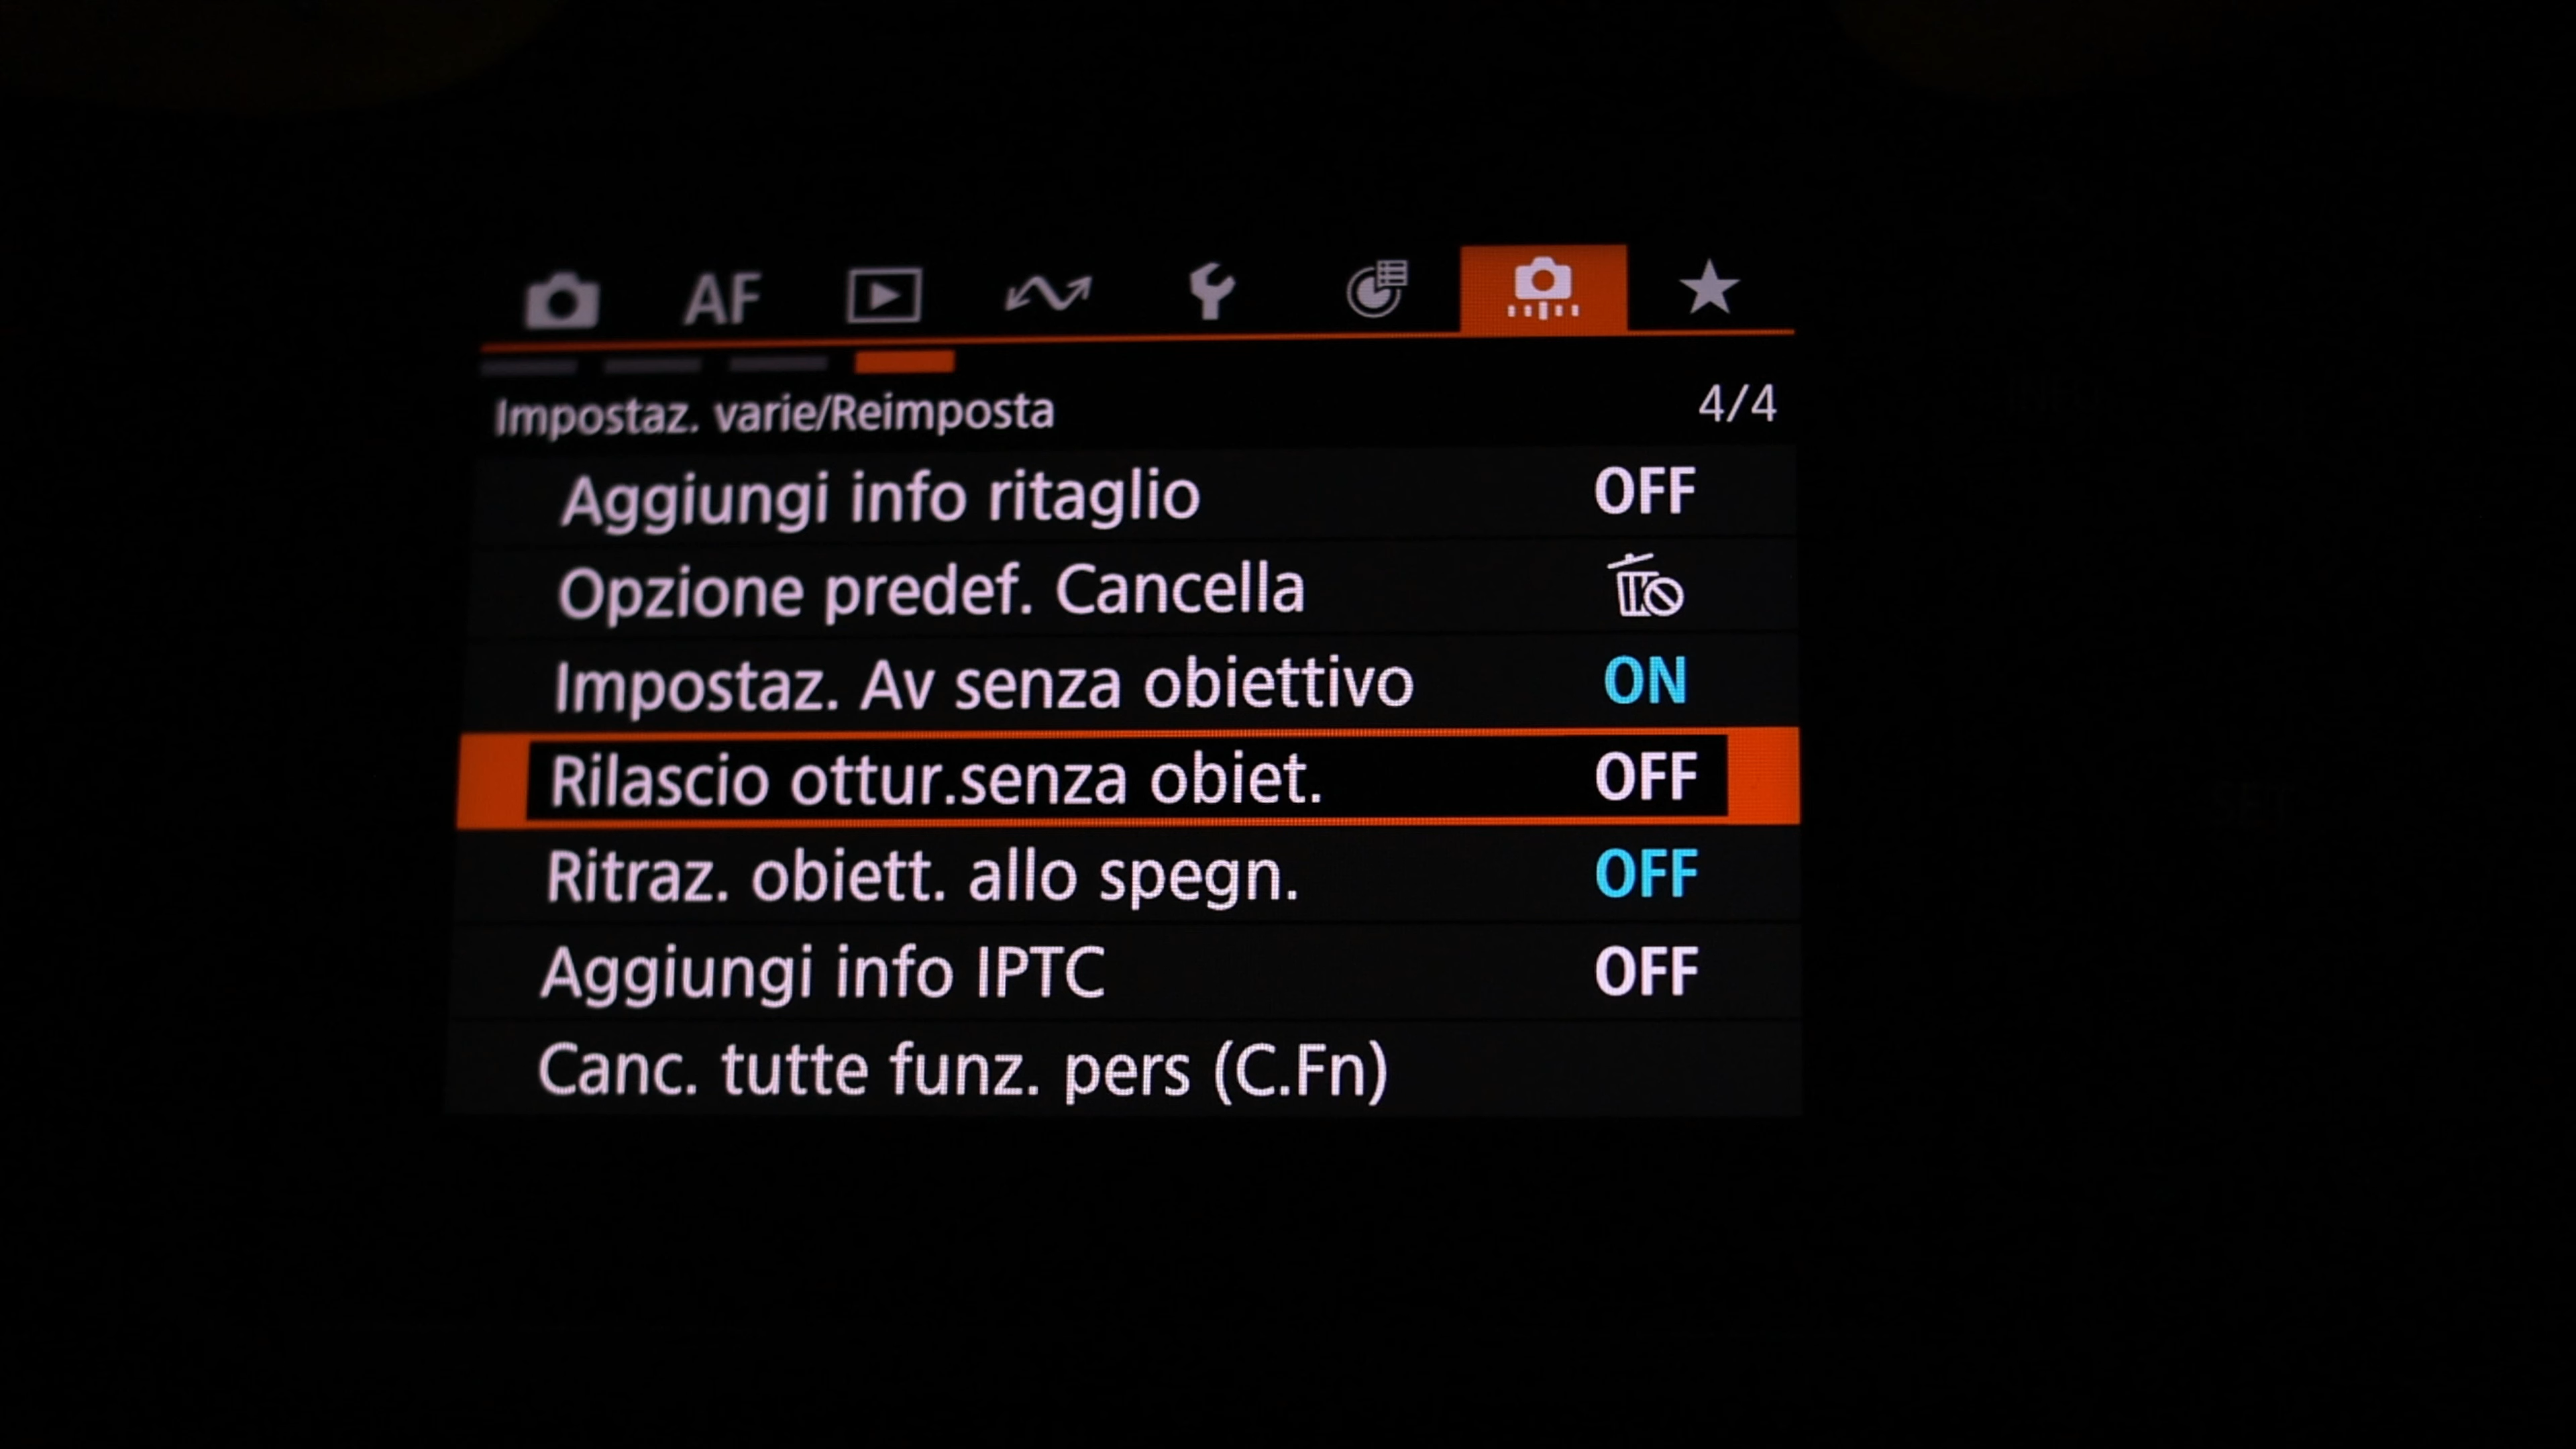 AF
Impostaz. varie/Reimposta 4/4
Aggiungi info ritaglio OFF
Opzione predef. Cancella
Impostaz. Av senza obiettivo ON
Rilascio ottur.senza obiet. OFF
Ritraz. obiett. allo spegn. OFF
Aggiungi info IPTC OFF
Canc. tutte funz. pers (C.Fn)